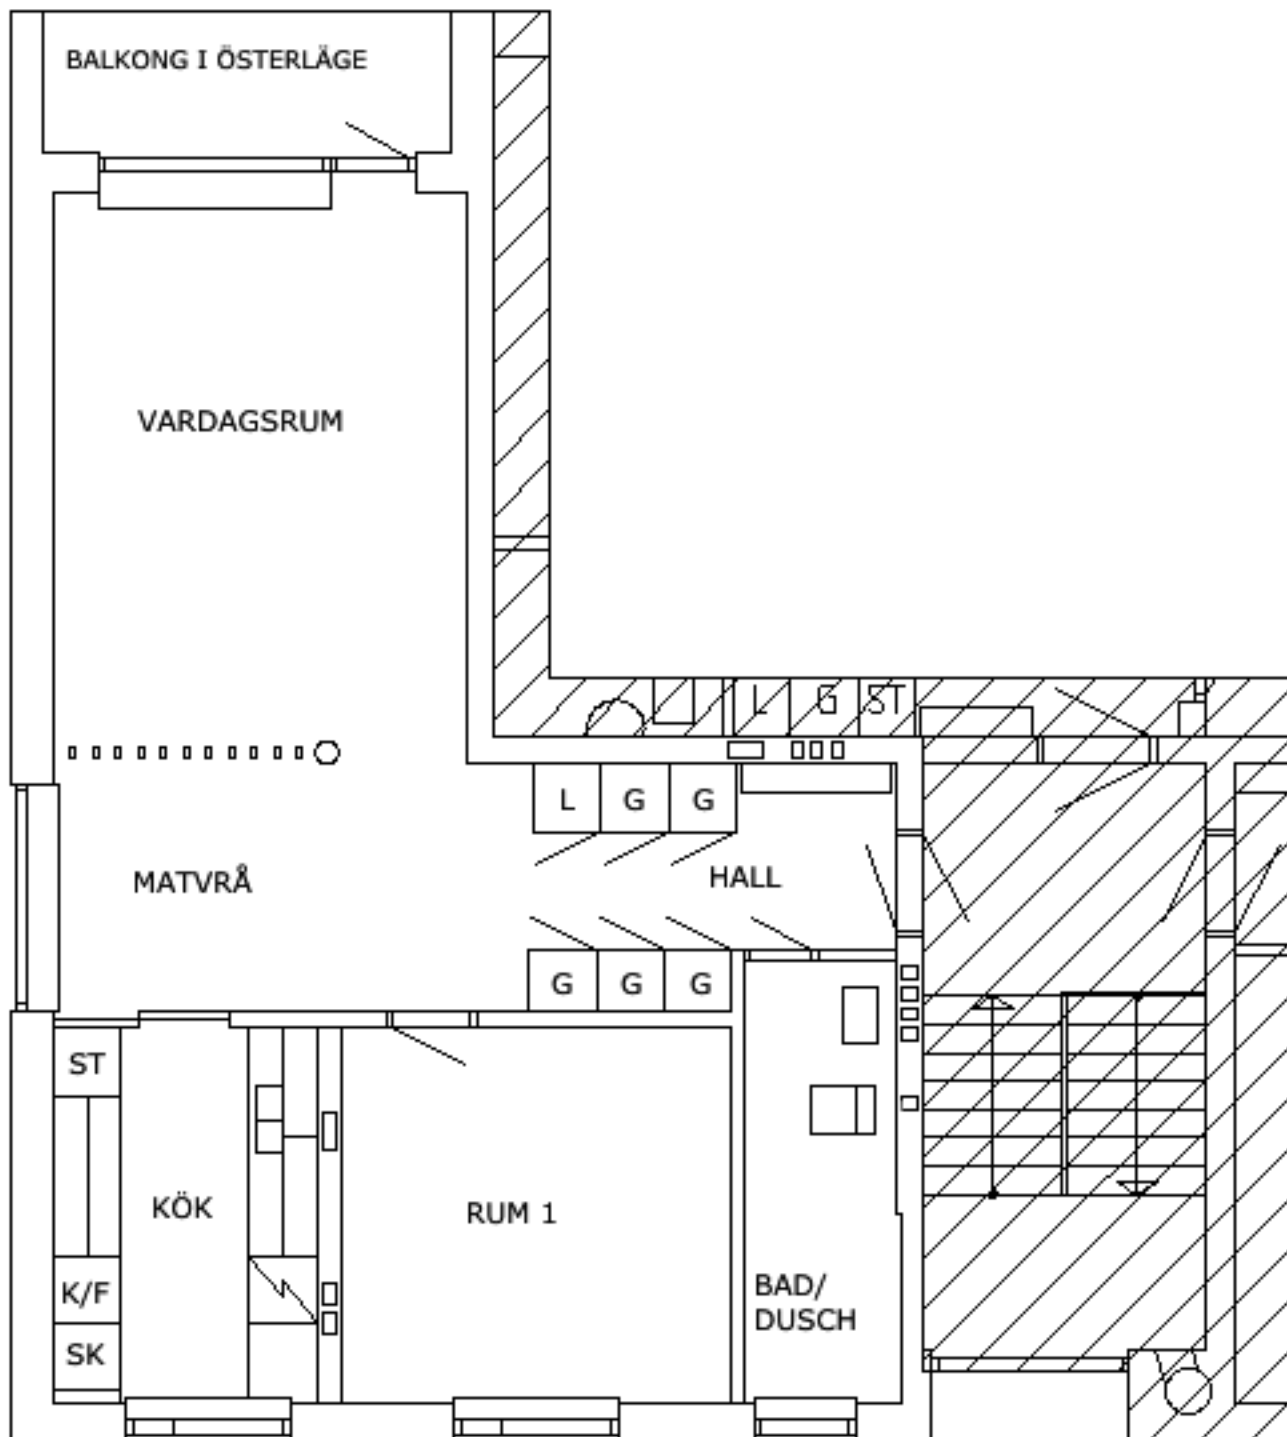 BALKONG I ÖSTERLÄGE
VARDAGSRUM
L G ST
L G G
MATVRÅ
HALL
G G G
ST
KÖK
RUM 1
K/F
SK
BAD/
DUSCH